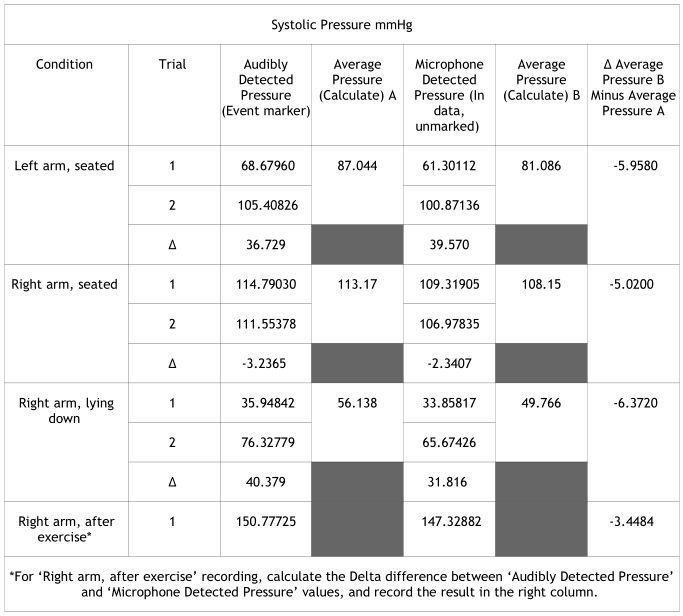 Systolic Pressure mmHg
Condition Trial Audibly Detected Pressure (Event marker) Average Pressure (Calculate) A Microphone Detected Pressure (In data, unmarked) Average Pressure (Calculate) B Δ Average Pressure B Minus Average Pressure A
Left arm, seated 1 68.67960 87.044 61.30112 81.086 -5.9580
2 105.40826 100.87136
Δ 36.729 39.570
Right arm, seated 1 114.79030 113.17 109.31905 108.15 -5.0200
2 111.55378 106.97835
Δ -3.2365 -2.3407
Right arm, lying down 1 35.94842 56.138 33.85817 49.766 -6.3720
2 76.32779 65.67426
Δ 40.379 31.816
Right arm, after exercise* 1 150.77725 147.32882 -3.4484
*For ‘Right arm, after exercise’ recording, calculate the Delta difference between ‘Audibly Detected Pressure’
and ‘Microphone Detected Pressure’ values, and record the result in the right column.